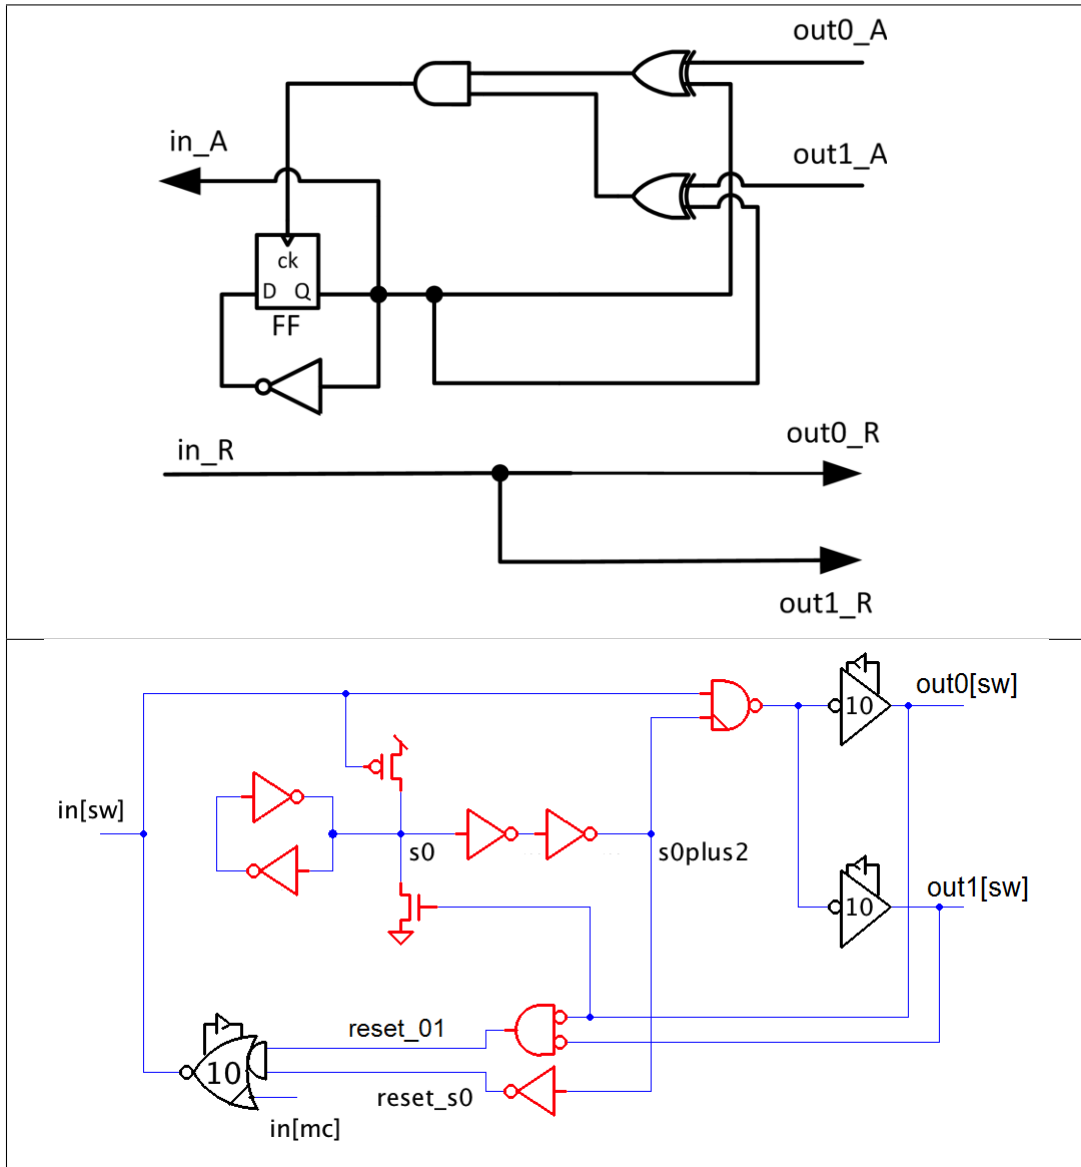 out0_A
in_A
out1_A
ck
D Q
FF
in_R
out0_R
out1_R
out0[sw]
10
in[sw]
s0
s0plus2
out1[sw]
10
reset_01
10
reset_s0
in[mc]